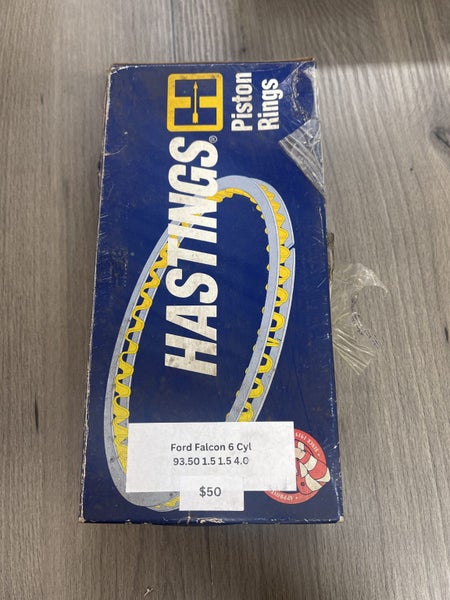 HASTINGS®
Piston
Rings
Ford Falcon 6 Cyl
93.50 1.5 1.5 4.0
$50